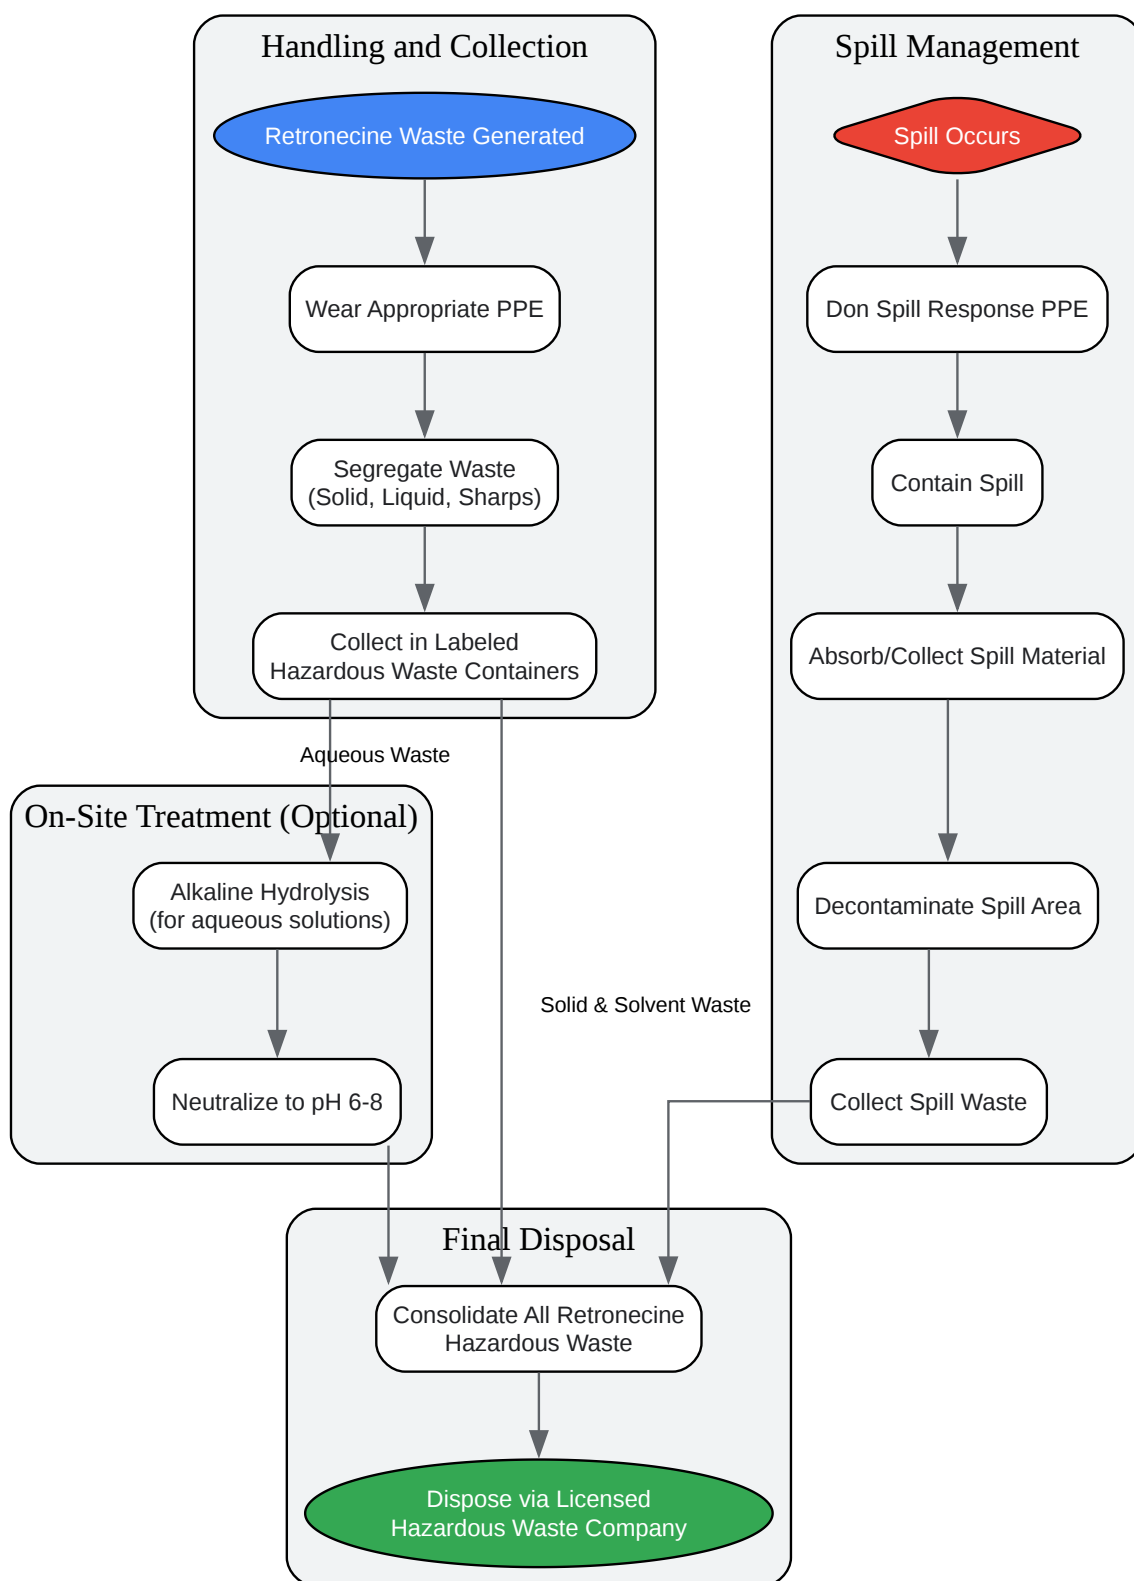 Handling and Collection
Retronecine Waste Generated
Wear Appropriate PPE
Segregate Waste
(Solid, Liquid, Sharps)
Collect in Labeled
Hazardous Waste Containers
Aqueous Waste
On-Site Treatment (Optional)
Alkaline Hydrolysis
(for aqueous solutions)
Neutralize to pH 6-8
Solid & Solvent Waste
Spill Management
Spill Occurs
Don Spill Response PPE
Contain Spill
Absorb/Collect Spill Material
Decontaminate Spill Area
Collect Spill Waste
Final Disposal
Consolidate All Retronecine
Hazardous Waste
Dispose via Licensed
Hazardous Waste Company